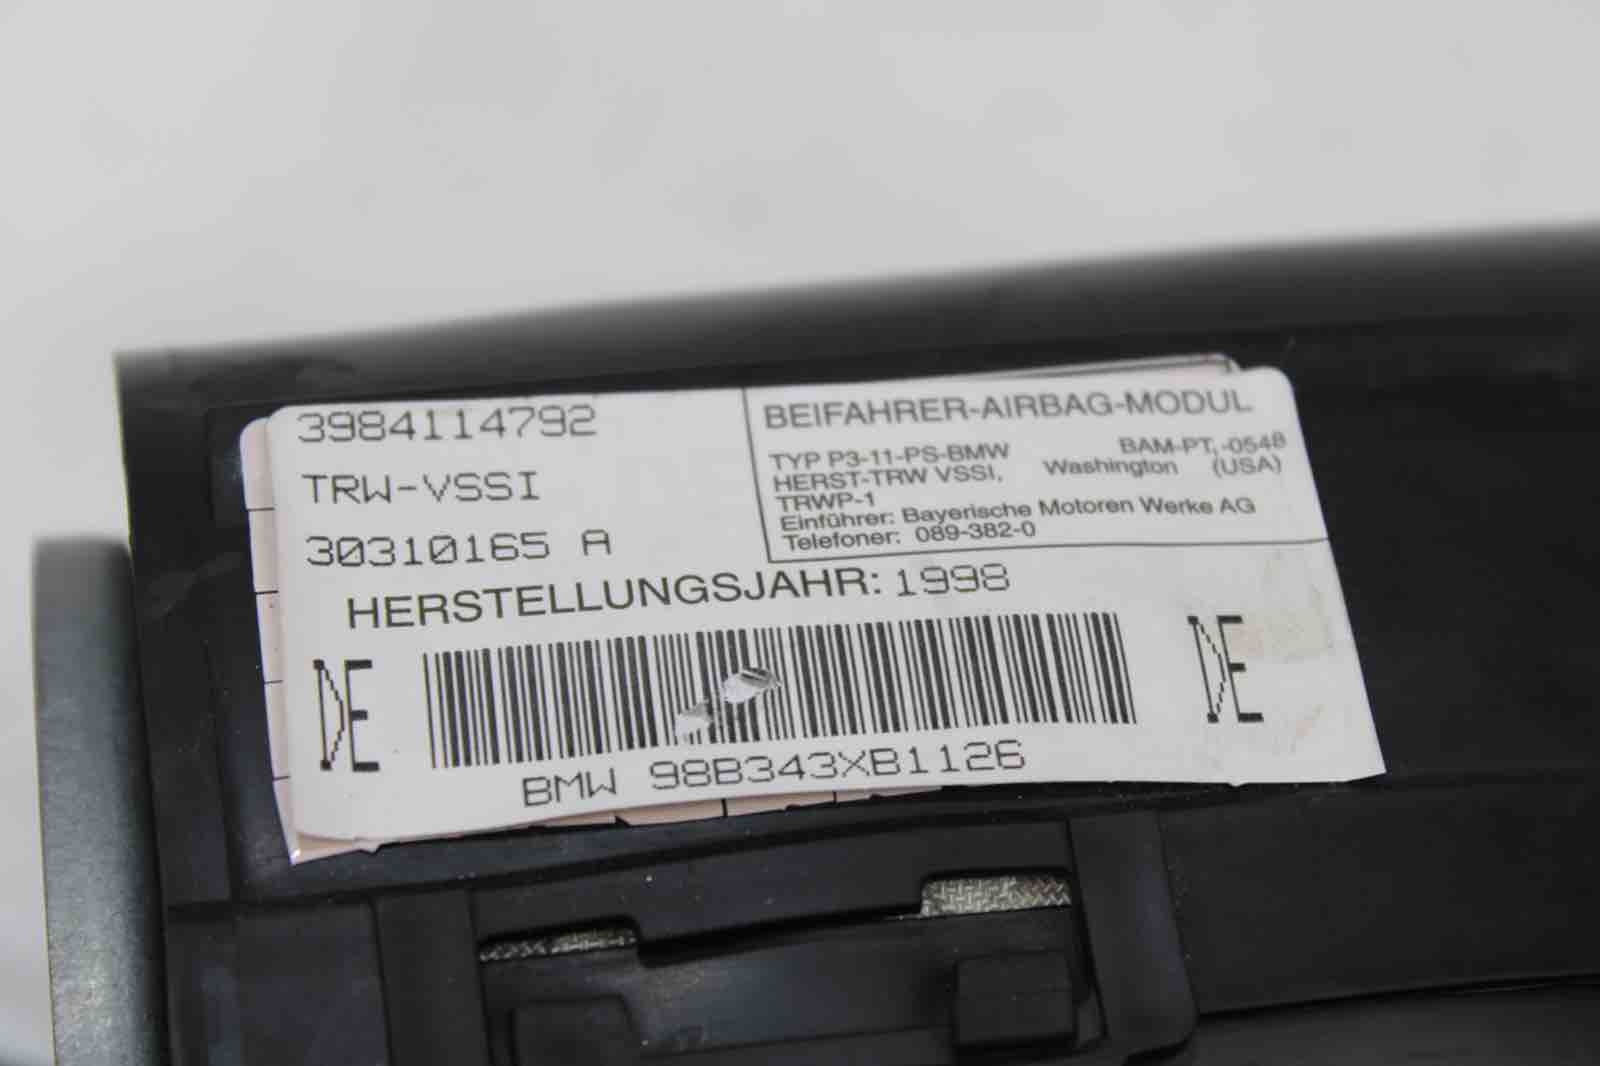 3984114792
TRW-VSSI
30310165 A
BEIFAHRER-AIRBAG-MODUL
TYP P3-11-PS-BMW BAM-PT,-0548
HERST-TRW VSSI, Washington (USA)
TRWP-1
Einführer: Bayerische Motoren Werke AG
Telefoner: 089-382-0
HERSTELLUNGSJAHR: 1998
DE DE
BMW 98B343XB1126